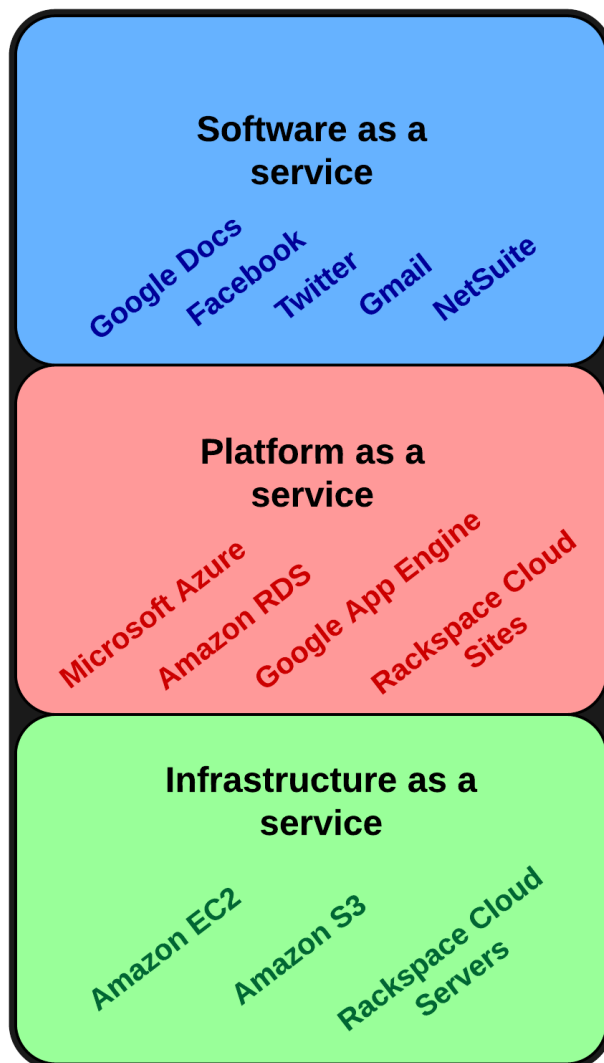 Software as a
service
Google Docs
Facebook
Twitter
Gmail
NetSuite
Platform as a
service
Microsoft Azure
Amazon RDS
Google App Engine
Rackspace Cloud
Sites
Infrastructure as a
service
Amazon EC2
Amazon S3
Rackspace Cloud
Servers